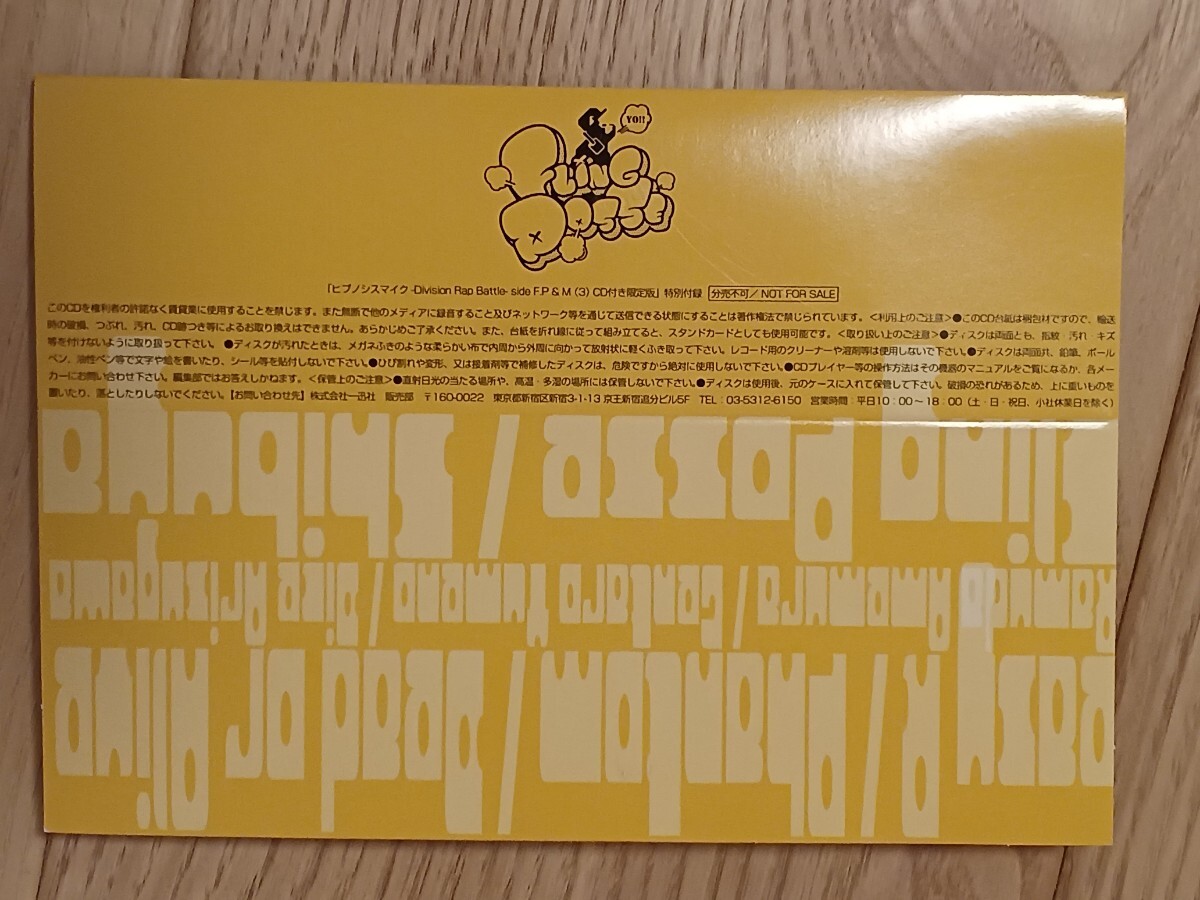 YO!!
FLING
POSSE
「ヒプノシスマイク -Division Rap Battle- side F.P & M (3) CD付き限定版」特別付録 分売不可/ NOT FOR SALE
このCDを権利者の許諾なく賃貸業に使用することを禁じます。また無断で他のメディアに録音すること及びネットワーク等を通じて送信できる状態にすることは著作権法で禁じられています。<利用上のご注意>●このCD台紙は梱包材ですので、輸送
時の破損、つぶれ、汚れ、CD跡つき等によるお取り換えはできません。あらかじめご了承ください。また、台紙を折れ線に従って組み立てると、スタンドカードとしても使用可能です。<取り扱い上のご注意>●ディスクは両面とも、指紋・汚れ・キズ
等を付けないように取り扱って下さい。●ディスクが汚れたときは、メガネふきのような柔らかい布で内周から外周に向かって放射状に軽くふき取って下さい。レコード用のクリーナーや溶剤等は使用しないで下さい。●ディスクは両面共、鉛筆、ボール
ペン、油性ペン等で文字や絵を書いたり、シール等を貼付しないで下さい。●ひび割れや変形、又は接着剤等で補修したディスクは、危険ですから絶対に使用しないで下さい。●CDプレイヤー等の操作方法はその機器のマニュアルをご覧になるか、各メー
カーにお問い合わせ下さい。編集部ではお答えしかねます。<保管上のご注意>●直射日光の当たる場所や、高温・多湿の場所には保管しないで下さい。●ディスクは使用後、元のケースに入れて保管して下さい。破損の恐れがあるため、上に重いものを
置いたり、落としたりしないでください。【お問い合わせ先】株式会社一迅社 販売部 〒160-0022 東京都新宿区新宿3-1-13 京王新宿追分ビル5F TEL:03-5312-6150 営業時間:平日10:00~18:00(土・日・祝日、小社休業日を除く)
fling posse / shibuya
Ramuda Amemura / Gentaro Yumeno / Dice Arisugawa
easy R / Phantom / dead or alive